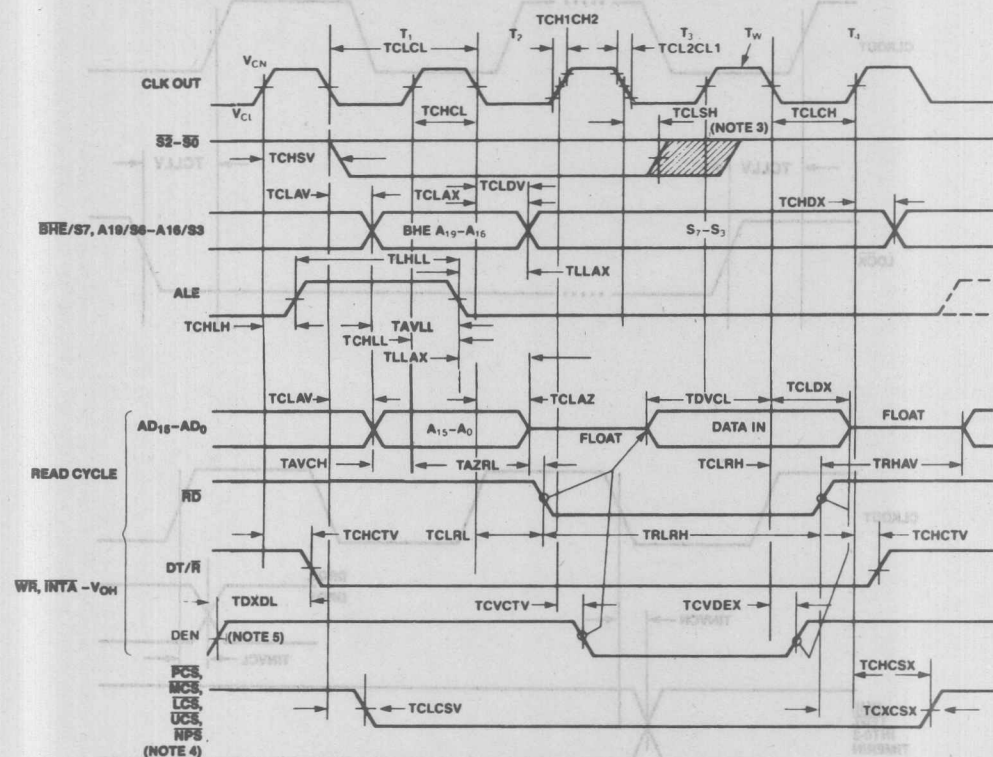 TCH1CH2
T1 T2 T3 TW T4
TCLCL TCL2CL1
VCN
CLK OUT
VCL
TCHCL TCLSH TCLCH
(NOTE 3)
S2–S0
TCHSV
TCLAV TCLAX TCLDV TCHDX
BHE/S7, A19/S6–A16/S3 BHE A19–A16 S7–S3
TLHLL TLLAX
ALE
TCHLH TAVLL
TCHLL
TLLAX
TCLAV TCLAZ TDVCL TCLDX
AD15–AD0 A15–A0 FLOAT DATA IN FLOAT
TAVCH TAZRL TCLRH TRHAV
READ CYCLE
RD
TCHCTV TCLRL TRLRH TCHCTV
DT/R
WR, INTA –VOH
TDXDL TCVCTV TCVDEX
DEN (NOTE 5)
PCS, TCHCSX
MCS,
LCS, TCLCSV TCXCSX
UCS,
NPS
(NOTE 4)